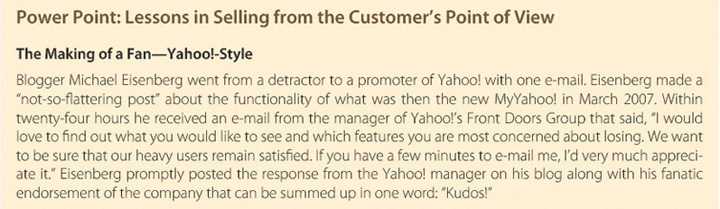 Power Point: Lessons in Selling from the Customer's Point of View
The Making of a Fan—Yahoo!-Style
Blogger Michael Eisenberg went from a detractor to a promoter of Yahoo! with one e-mail. Eisenberg made a
"not-so-flattering post" about the functionality of what was then the new MyYahoo! in March 2007. Within
twenty-four hours he received an e-mail from the manager of Yahoo!'s Front Doors Group that said, "I would
love to find out what you would like to see and which features you are most concerned about losing. We want
to be sure that our heavy users remain satisfied. If you have a few minutes to e-mail me, I'd very much appreci-
ate it." Eisenberg promptly posted the response from the Yahoo! manager on his blog along with his fanatic
endorsement of the company that can be summed up in one word: "Kudos!"